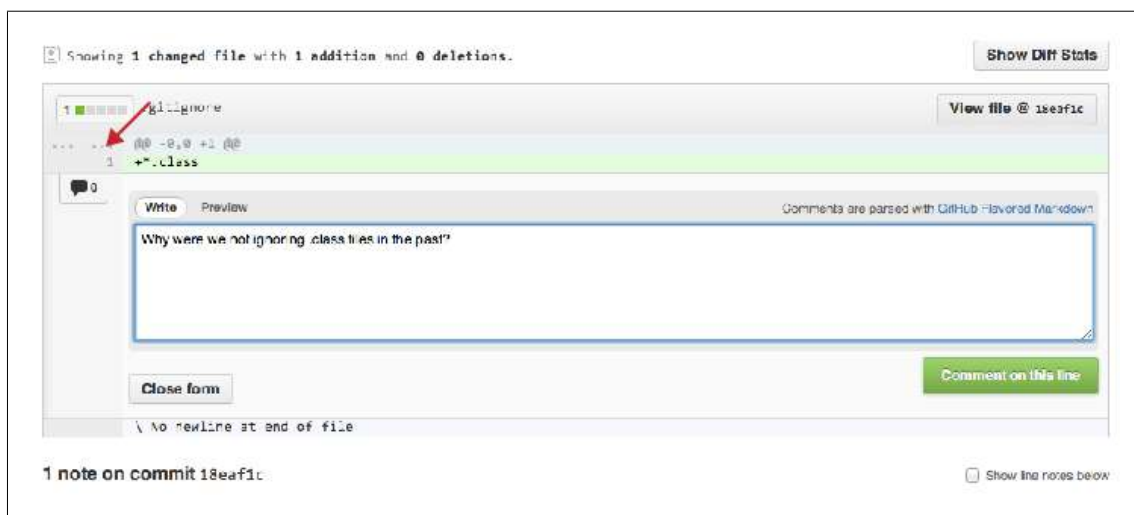 Showing 1 changed file with 1 addition and 0 deletions.
Show Diff Stats
1 .gitignore
View file @ 18eaf1c
... ... @@ -0,0 +1 @@
1 +*.class
0
Write Preview Comments are parsed with GitHub Flavored Markdown
Why were we not ignoring .class files in the past?
Comment on this line
Close form
\ No newline at end of file
1 note on commit 18eaf1c
Show line notes below